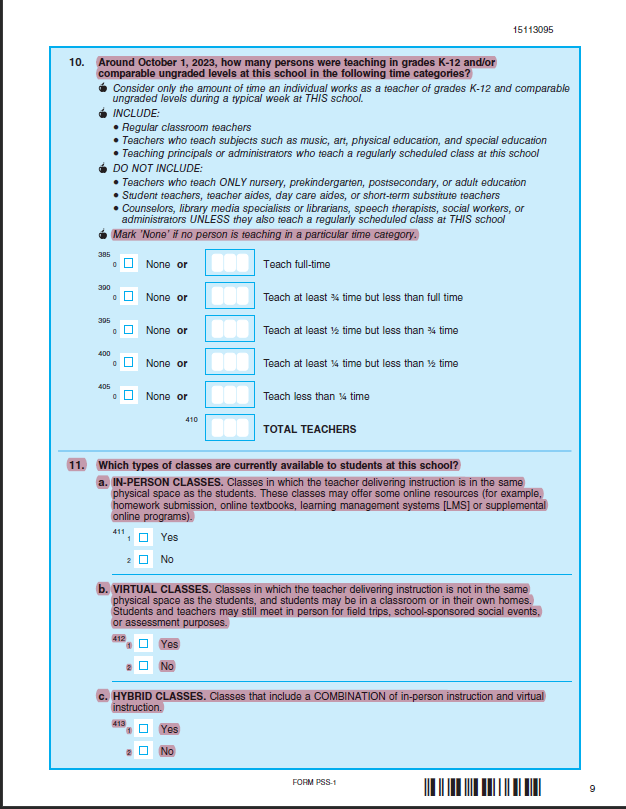 15113095
10. Around October 1, 2023, how many persons were teaching in grades K-12 and/or
comparable ungraded levels at this school in the following time categories?
Consider only the amount of time an individual works as a teacher of grades K-12 and comparable
ungraded levels during a typical week at THIS school.
INCLUDE:
• Regular classroom teachers
• Teachers who teach subjects such as music, art, physical education, and special education
• Teaching principals or administrators who teach a regularly scheduled class at this school
DO NOT INCLUDE:
• Teachers who teach ONLY nursery, prekindergarten, postsecondary, or adult education
• Student teachers, teacher aides, day care aides, or short-term substitute teachers
• Counselors, library media specialists or librarians, speech therapists, social workers, or
administrators UNLESS they also teach a regularly scheduled class at THIS school
Mark ‘None’ if no person is teaching in a particular time category.
385
0 None or Teach full-time
390
0 None or Teach at least ¾ time but less than full time
395
0 None or Teach at least ½ time but less than ¾ time
400
0 None or Teach at least ¼ time but less than ½ time
405
0 None or Teach less than ¼ time
410
TOTAL TEACHERS
11. Which types of classes are currently available to students at this school?
a. IN-PERSON CLASSES. Classes in which the teacher delivering instruction is in the same
physical space as the students. These classes may offer some online resources (for example,
homework submission, online textbooks, learning management systems [LMS] or supplemental
online programs).
411
1 Yes
2 No
b. VIRTUAL CLASSES. Classes in which the teacher delivering instruction is not in the same
physical space as the students, and students may be in a classroom or in their own homes.
Students and teachers may still meet in person for field trips, school-sponsored social events,
or assessment purposes.
412
1 Yes
2 No
c. HYBRID CLASSES. Classes that include a COMBINATION of in-person instruction and virtual
instruction.
413
1 Yes
2 No
FORM PSS-1
9